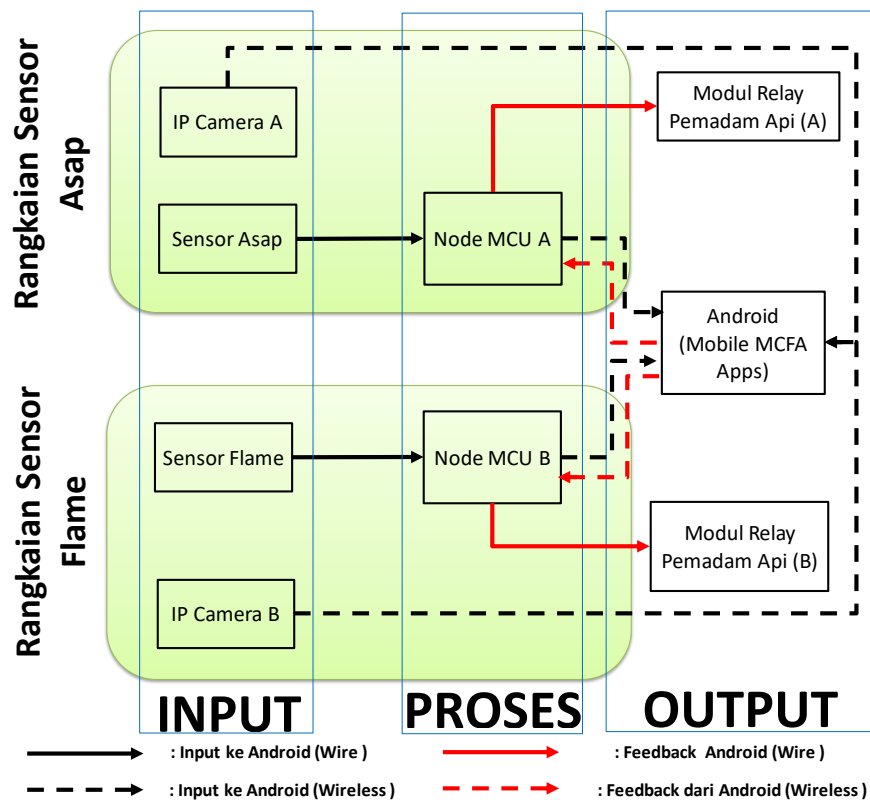 Rangkaian Sensor
Asap
IP Camera A
Modul Relay
Pemadam Api (A)
Sensor Asap
Node MCU A
Android
(Mobile MCFA
Apps)
Rangkaian Sensor
Flame
Sensor Flame
Node MCU B
Modul Relay
Pemadam Api (B)
IP Camera B
INPUT
PROSES
OUTPUT
: Input ke Android (Wire )
: Feedback Android (Wire )
: Input ke Android (Wireless )
: Feedback dari Android (Wireless )